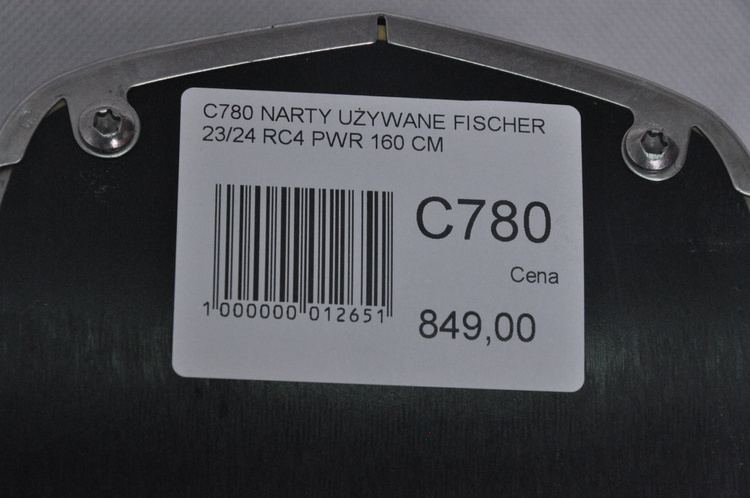 C780 NARTY UŻYWANE FISCHER
23/24 RC4 PWR 160 CM
C780
Cena
849,00
1 000000 012651